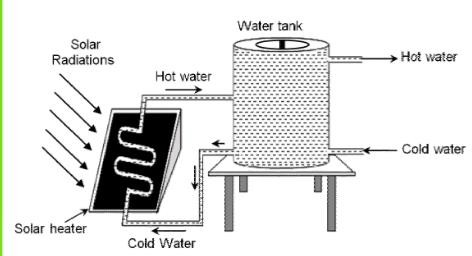 Water tank
Solar
Radiations
Hot water
Hot water
Cold water
Solar heater
Cold Water